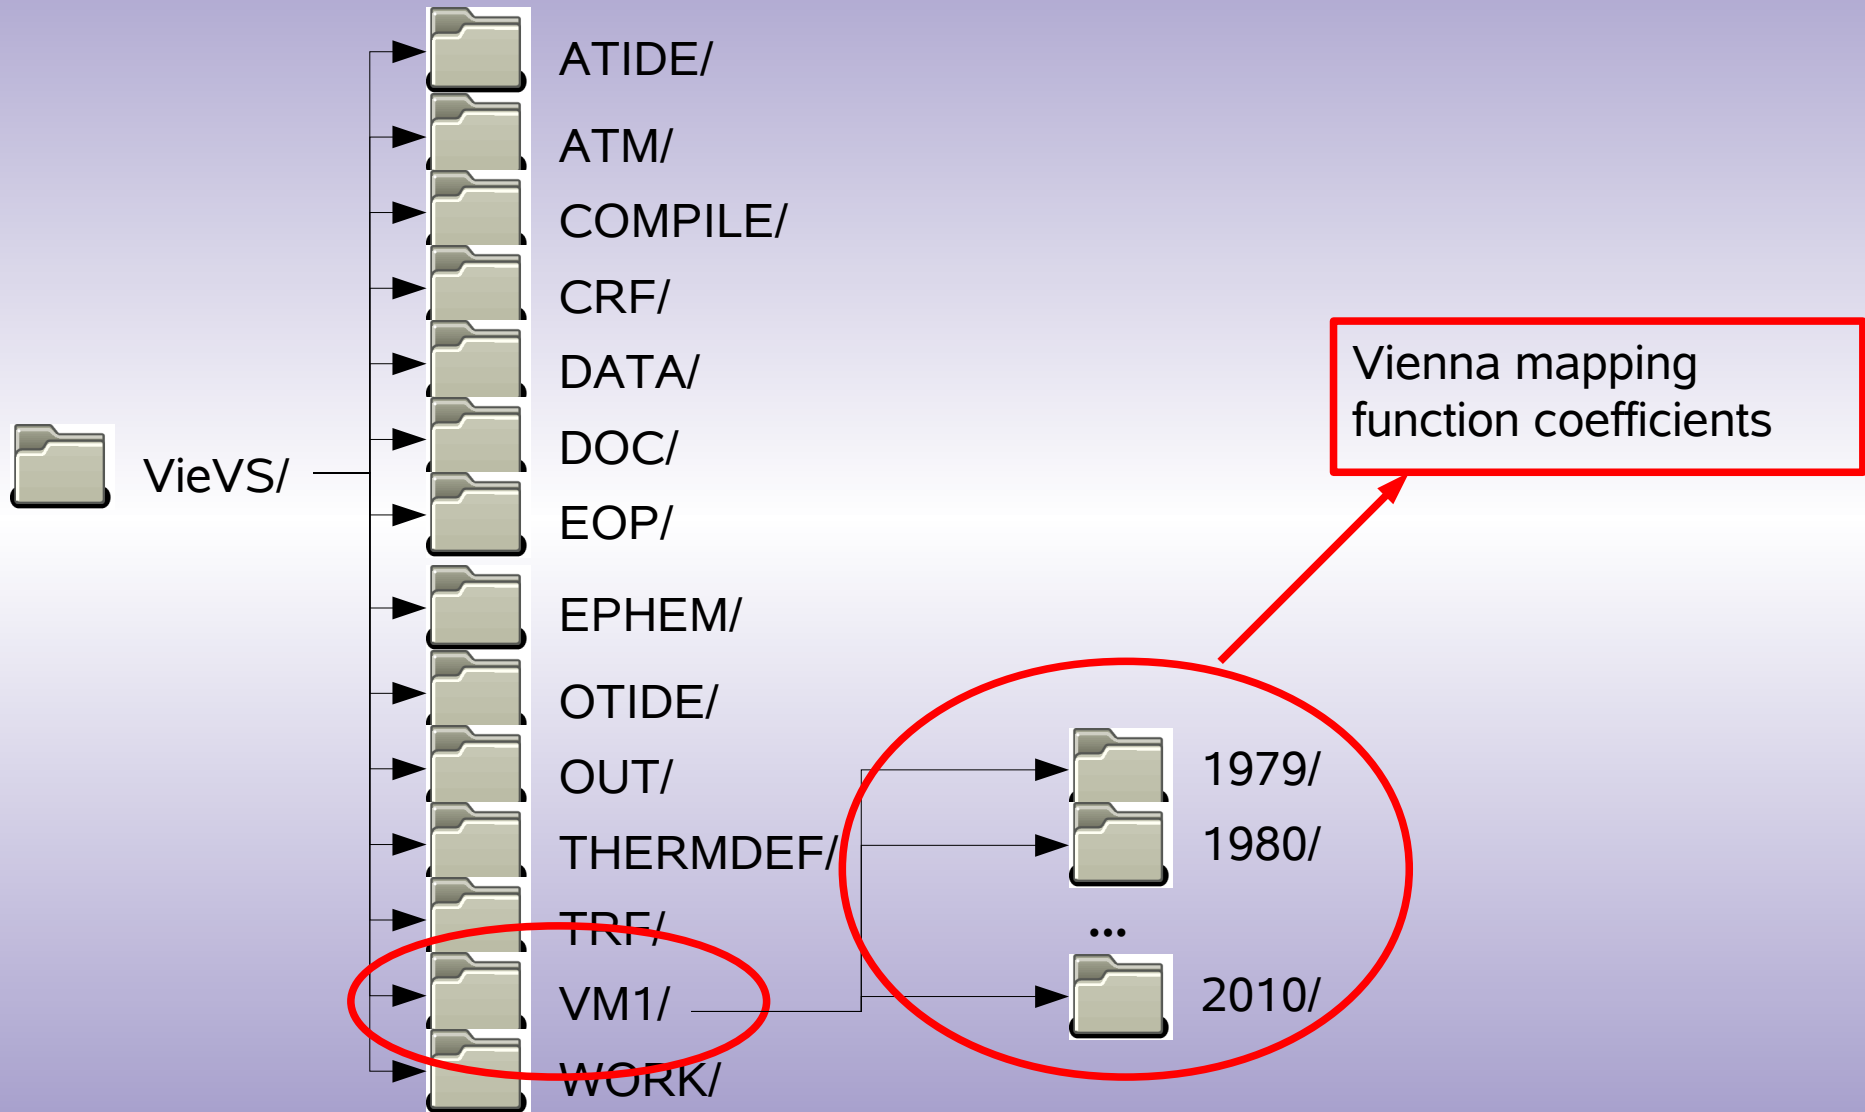 ATIDE/
ATM/
COMPILE/
CRF/
DATA/
DOC/
EOP/
VieVS/
EPHEM/
OTIDE/
OUT/
THERMDEF/
TRF/
VM1/
WORK/
Vienna mapping
function coefficients
1979/
1980/
...
2010/